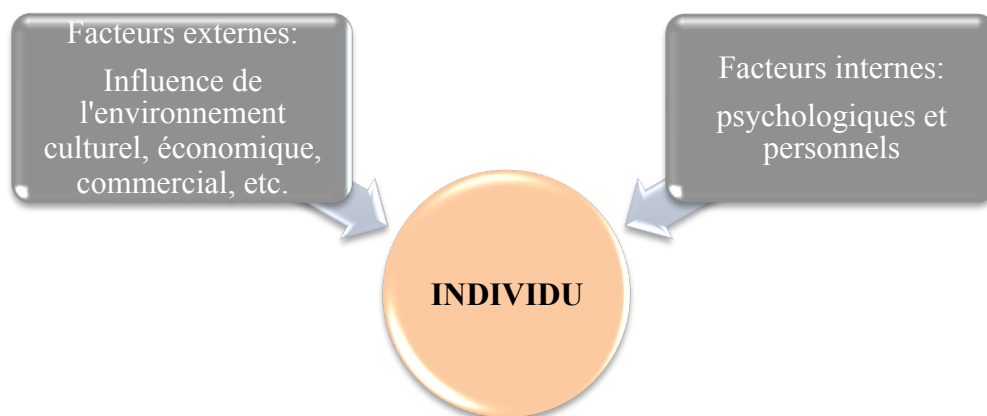 Facteurs externes:
Influence de
l'environnement
culturel, économique,
commercial, etc.
Facteurs internes:
psychologiques et
personnels
INDIVIDU